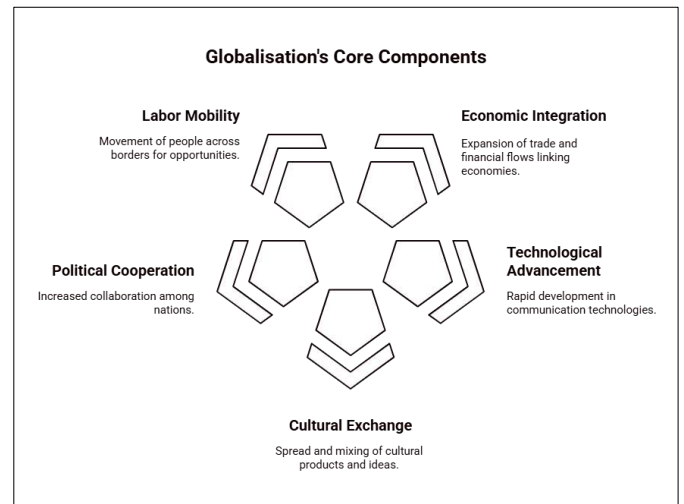 Globalisation's Core Components
Labor Mobility
Movement of people across
borders for opportunities.
Economic Integration
Expansion of trade and
financial flows linking
economies.
Political Cooperation
Increased collaboration among
nations.
Technological
Advancement
Rapid development in
communication technologies.
Cultural Exchange
Spread and mixing of cultural
products and ideas.